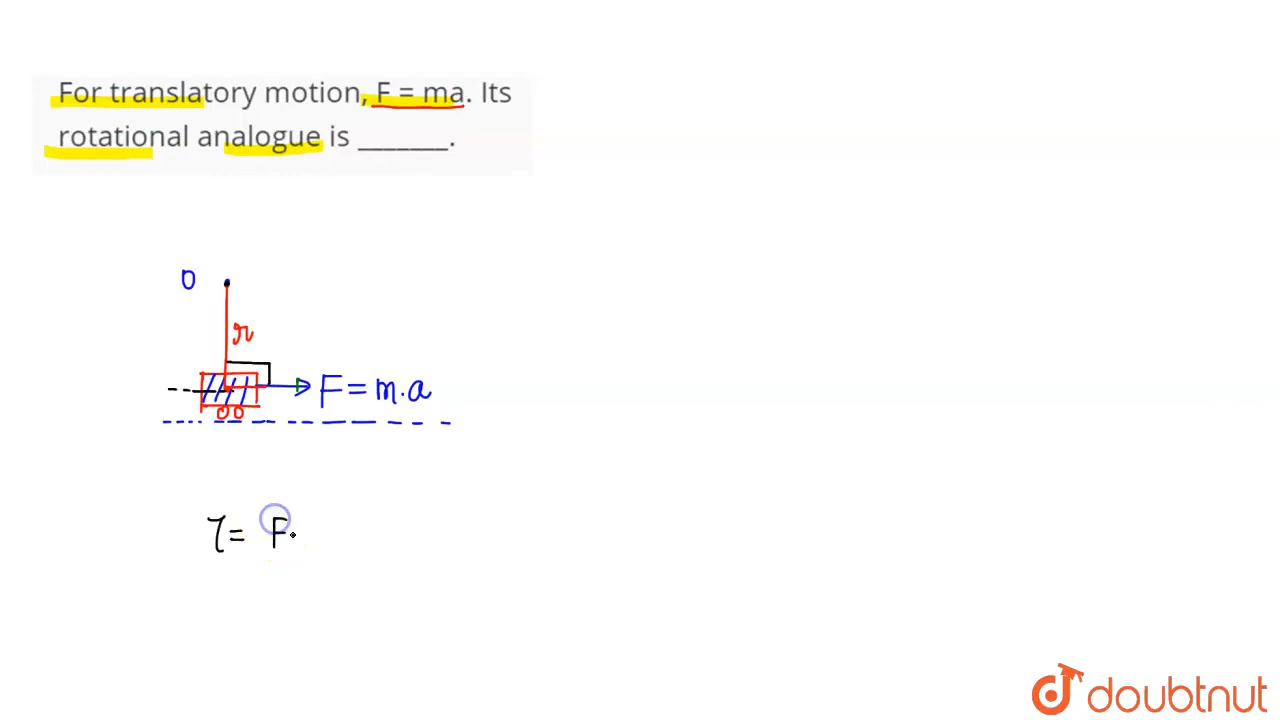 For translatory motion, F = ma. Its
rotational analogue is _______.
O
r
F = m.a
τ = F.
doubtnut